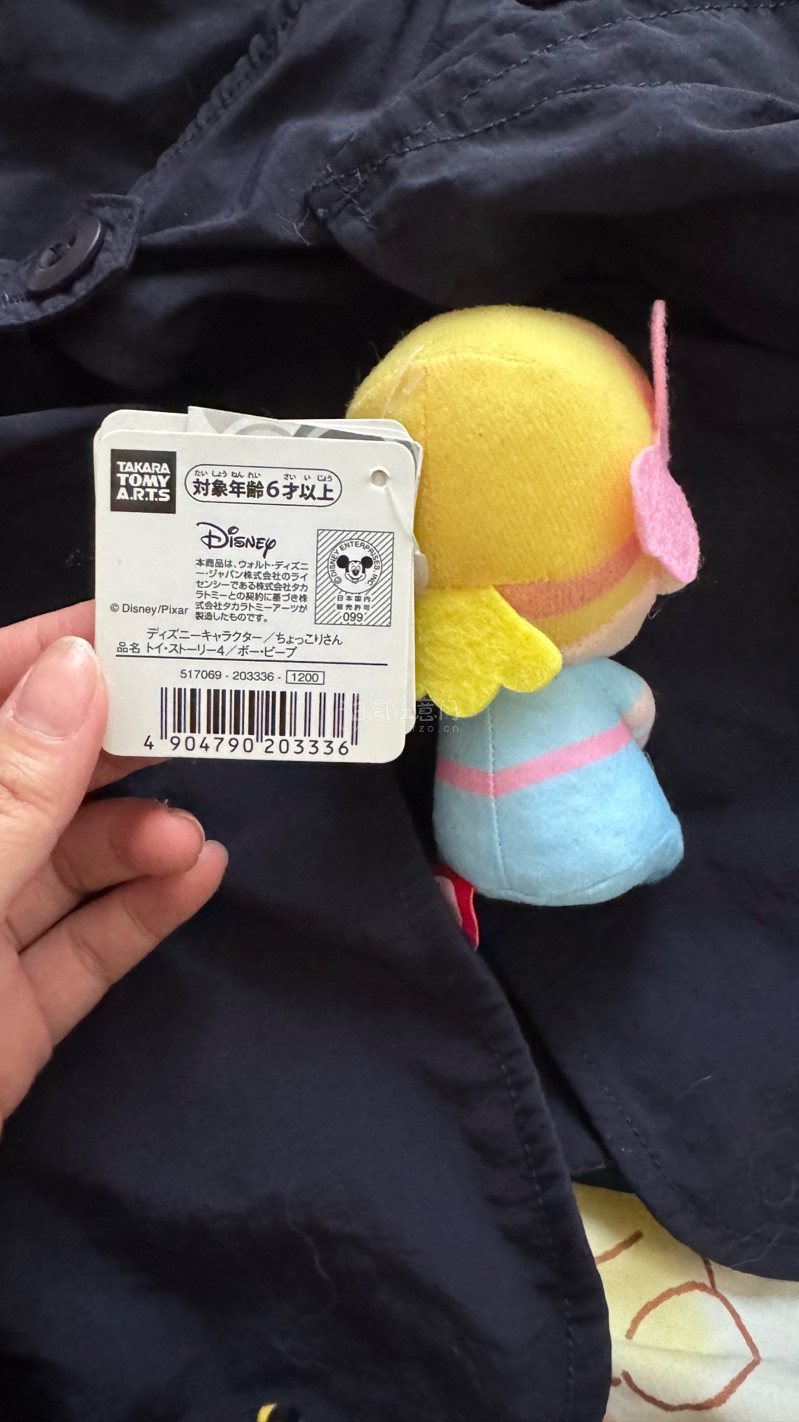 TAKARA
TOMY
A.R.T.S
たいしょうねんれい さいいじょう
対象年齢6才以上
Disney
本商品は、ウォルト・ディズニ
ー・ジャパン株式会社のライ
センシーである株式会社タカ
ラトミーとの契約に基づき株
式会社タカラトミーアーツが
製造したものです。
© DISNEY ENTERPRISES, INC.
日本国内
販売許可
099
© Disney/Pixar
ディズニーキャラクター/ちょっこりさん
品名 トイ・ストーリー4/ボー・ピープ
517069 - 203336 - 1200
4 904790 203336